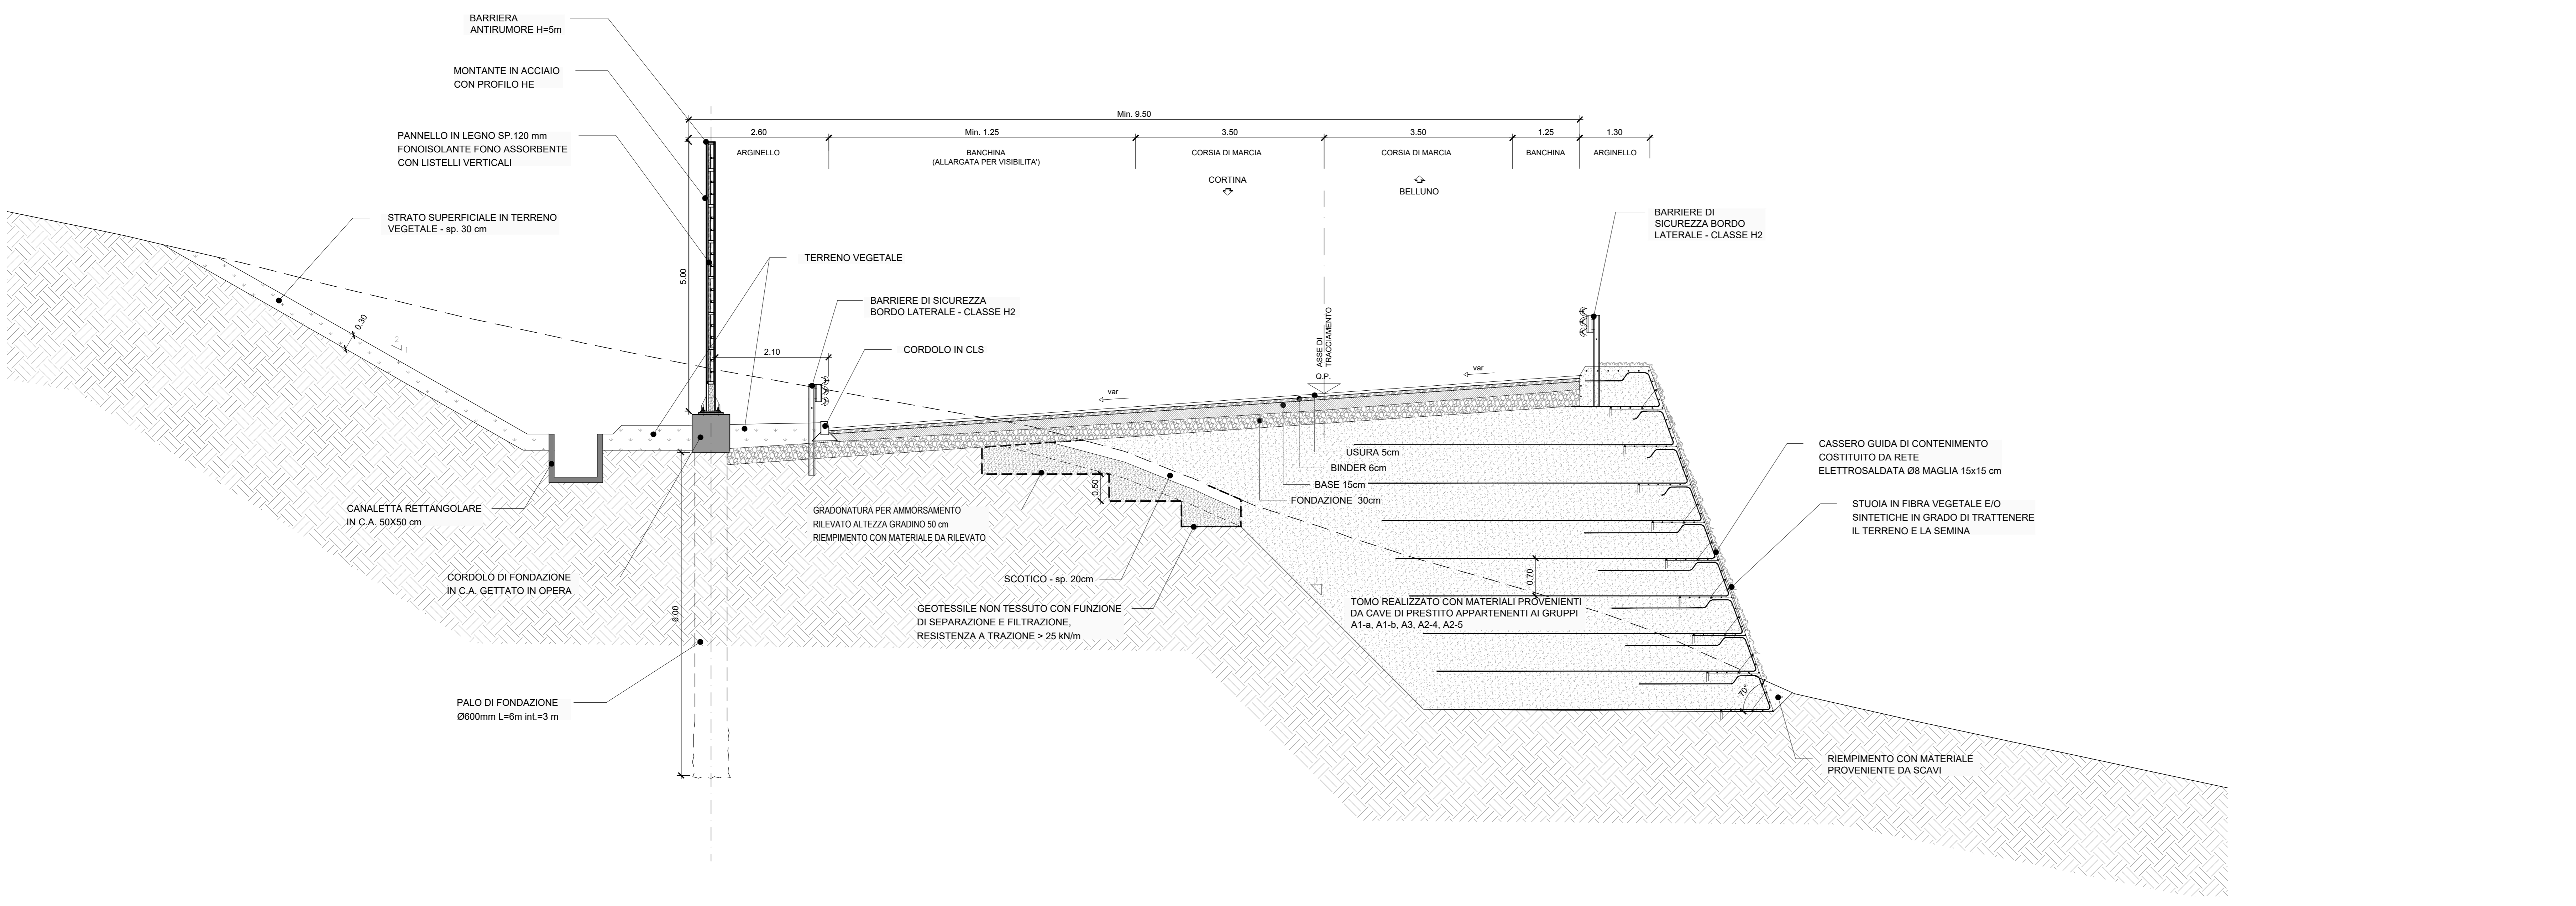 BARRIERA
ANTIRUMORE H=5m
MONTANTE IN ACCIAIO
CON PROFILO HE
PANNELLO IN LEGNO SP.120 mm
FONOISOLANTE FONO ASSORBENTE
CON LISTELLI VERTICALI
STRATO SUPERFICIALE IN TERRENO
VEGETALE - sp. 30 cm
Min. 9.50
2.60
Min. 1.25
3.50
3.50
1.25
1.30
ARGINELLO
BANCHINA
(ALLARGATA PER VISIBILITA')
CORSIA DI MARCIA
CORSIA DI MARCIA
BANCHINA
ARGINELLO
CORTINA
BELLUNO
BARRIERE DI
SICUREZZA BORDO
LATERALE - CLASSE H2
TERRENO VEGETALE
5.00
BARRIERE DI SICUREZZA
BORDO LATERALE - CLASSE H2
0.30
2
1
2.10
CORDOLO IN CLS
ASSE DI
TRACCIAMENTO
Q.P.
var
var
USURA 5cm
BINDER 6cm
BASE 15cm
FONDAZIONE 30cm
0.50
CASSERO GUIDA DI CONTENIMENTO
COSTITUITO DA RETE
ELETTROSALDATA Ø8 MAGLIA 15x15 cm
STUOIA IN FIBRA VEGETALE E/O
SINTETICHE IN GRADO DI TRATTENERE
IL TERRENO E LA SEMINA
CANALETTA RETTANGOLARE
IN C.A. 50X50 cm
GRADONATURA PER AMMORSAMENTO
RILEVATO ALTEZZA GRADINO 50 cm
RIEMPIMENTO CON MATERIALE DA RILEVATO
CORDOLO DI FONDAZIONE
IN C.A. GETTATO IN OPERA
SCOTICO - sp. 20cm
0.70
6.00
GEOTESSILE NON TESSUTO CON FUNZIONE
DI SEPARAZIONE E FILTRAZIONE,
RESISTENZA A TRAZIONE > 25 kN/m
TOMO REALIZZATO CON MATERIALI PROVENIENTI
DA CAVE DI PRESTITO APPARTENENTI AI GRUPPI
A1-a, A1-b, A3, A2-4, A2-5
70°
PALO DI FONDAZIONE
Ø600mm L=6m int.=3 m
RIEMPIMENTO CON MATERIALE
PROVENIENTE DA SCAVI